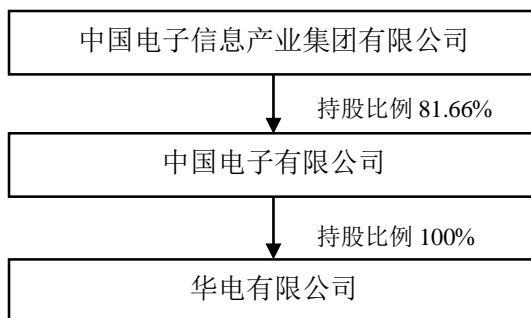 中国电子信息产业集团有限公司
持股比例 81.66%
中国电子有限公司
持股比例 100%
华电有限公司